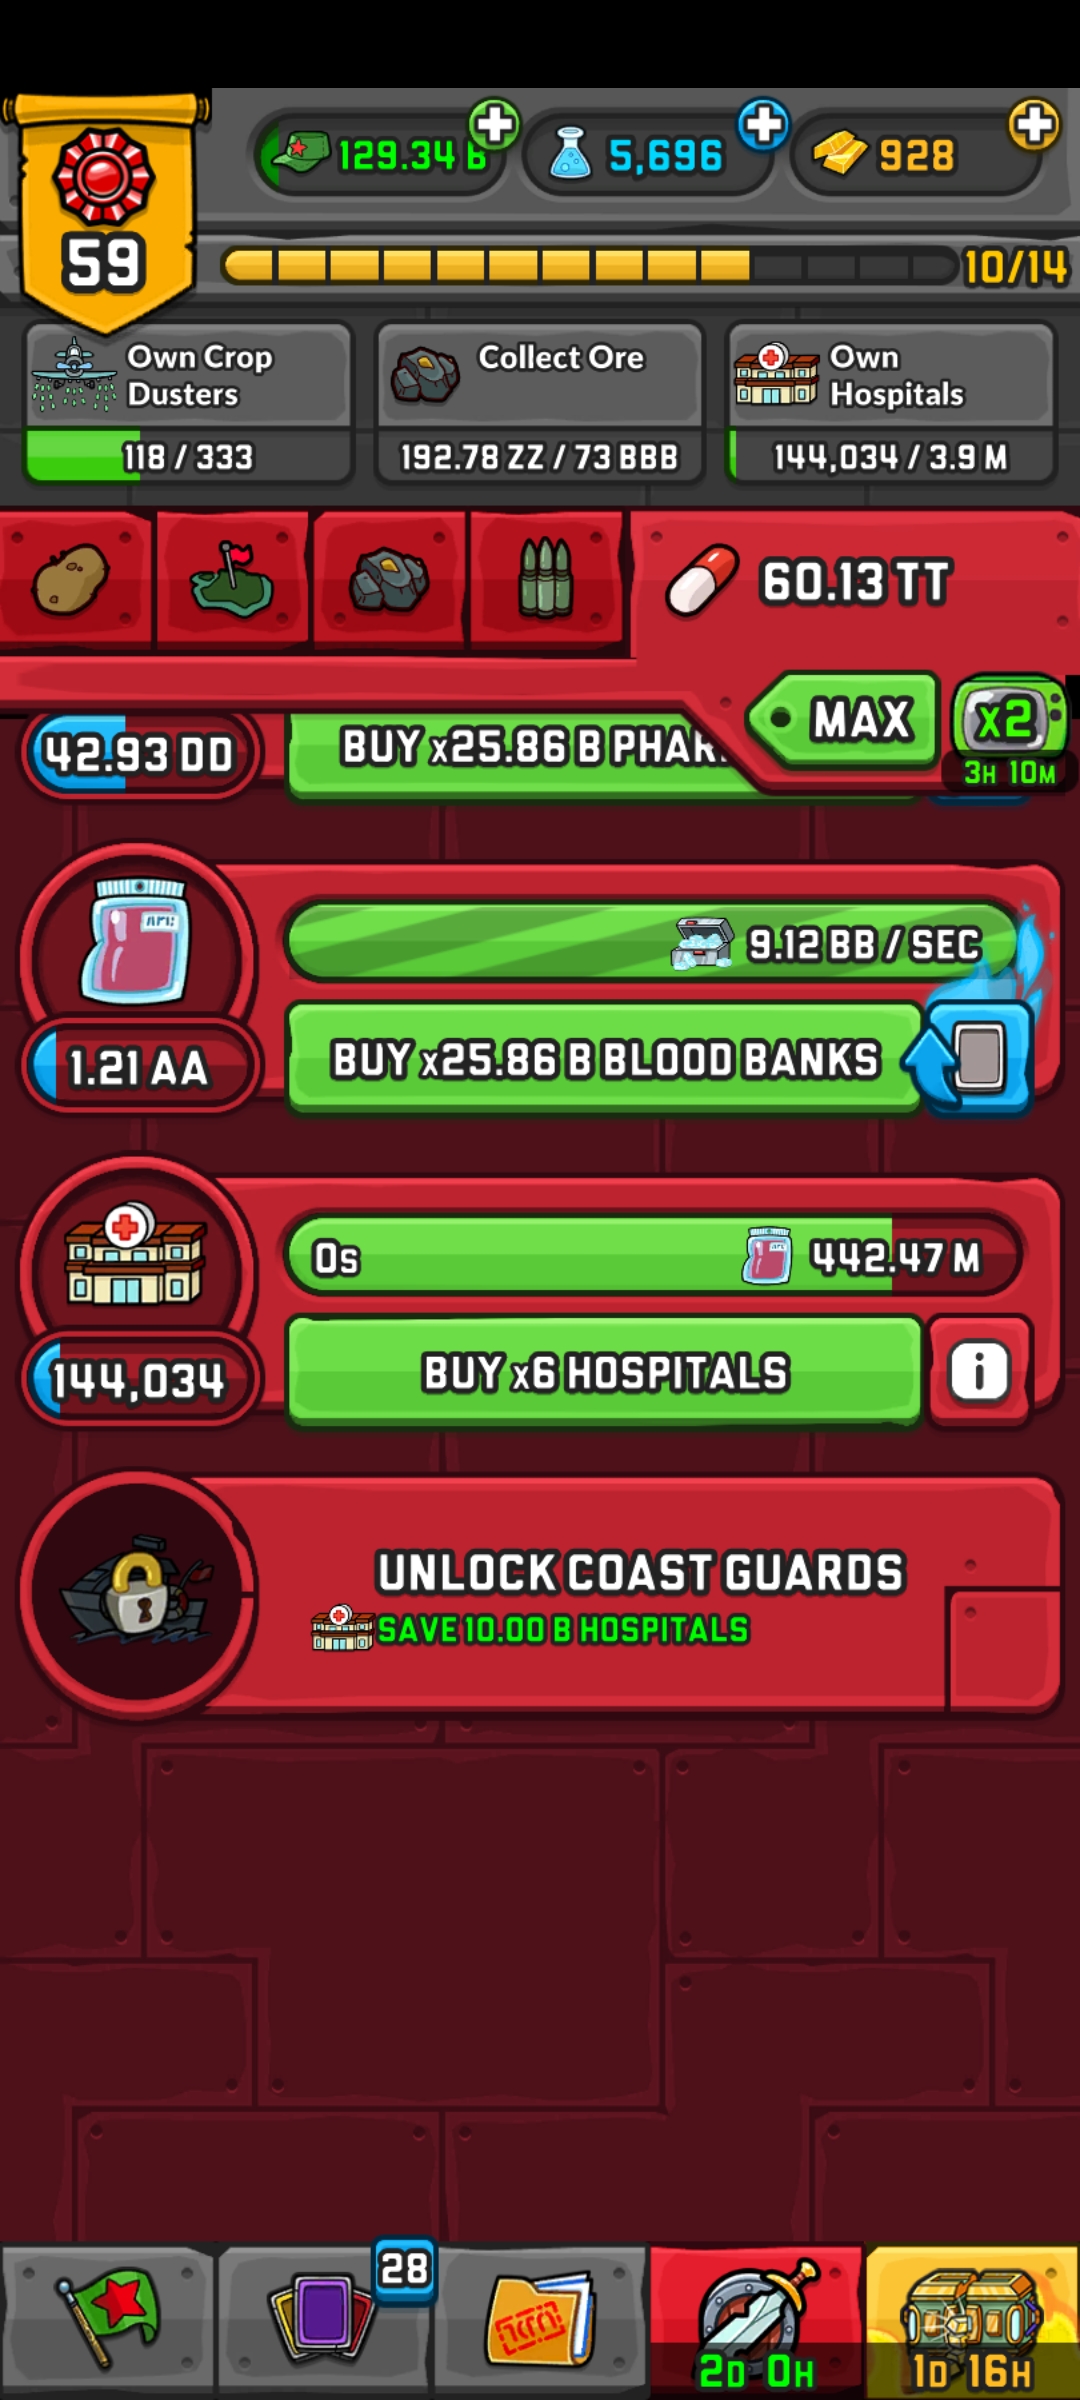 129.34 B
5,696
928
59
10/14
Own Crop
Dusters
118 / 333
Collect Ore
192.78 ZZ / 73 BBB
Own
Hospitals
144,034 / 3.9 M
60.13 TT
MAX
x2
3H 10M
42.93 DD
BUY x25.86 B PHAR
9.12 BB / SEC
1.21 AA
BUY x25.86 B BLOOD BANKS
0s
442.47 M
144,034
BUY x6 HOSPITALS
i
UNLOCK COAST GUARDS
SAVE 10.00 B HOSPITALS
28
2D 0H
1D 16H